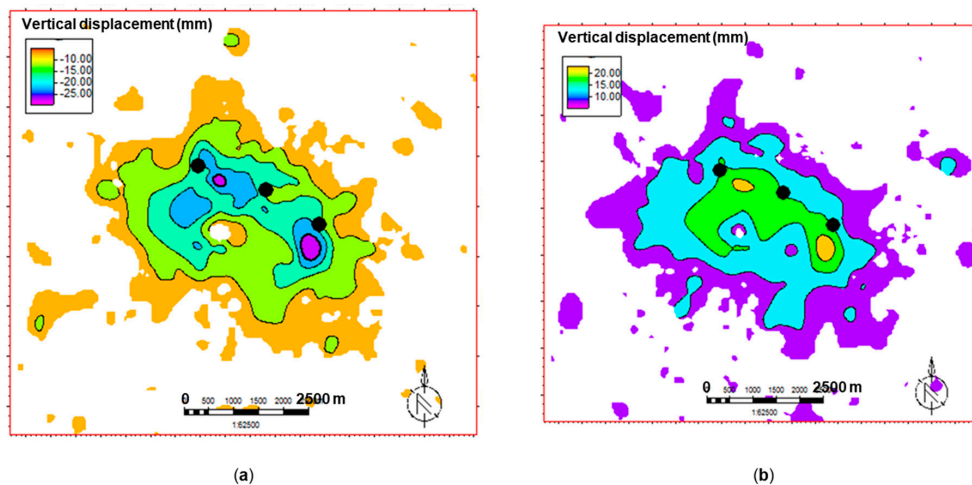 Vertical displacement (mm)
-10.00
-15.00
-20.00
-25.00
0 500 1000 1500 2000 2500 m
1:62500
(a)
Vertical displacement (mm)
20.00
15.00
10.00
0 500 1000 1500 2000 2500 m
1:62500
(b)